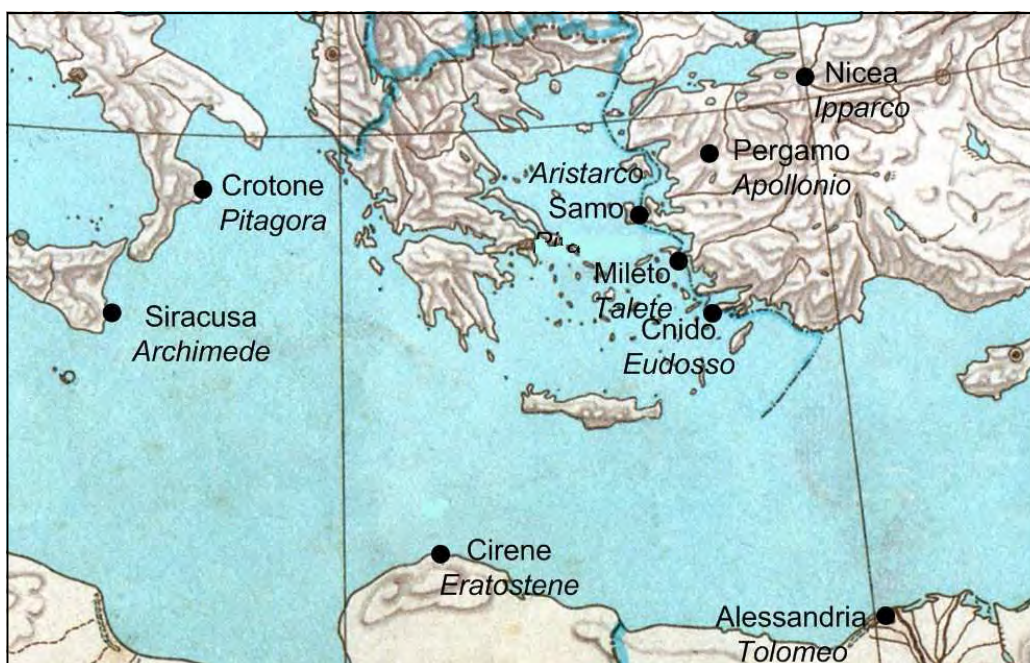 Nicea
Ipparco
Pergamo
Apollonio
Aristarco
Samo
Crotone
Pitagora
Mileto
Talete
Siracusa
Archimede
Cnido
Eudosso
Cirene
Eratostene
Alessandria
Tolomeo